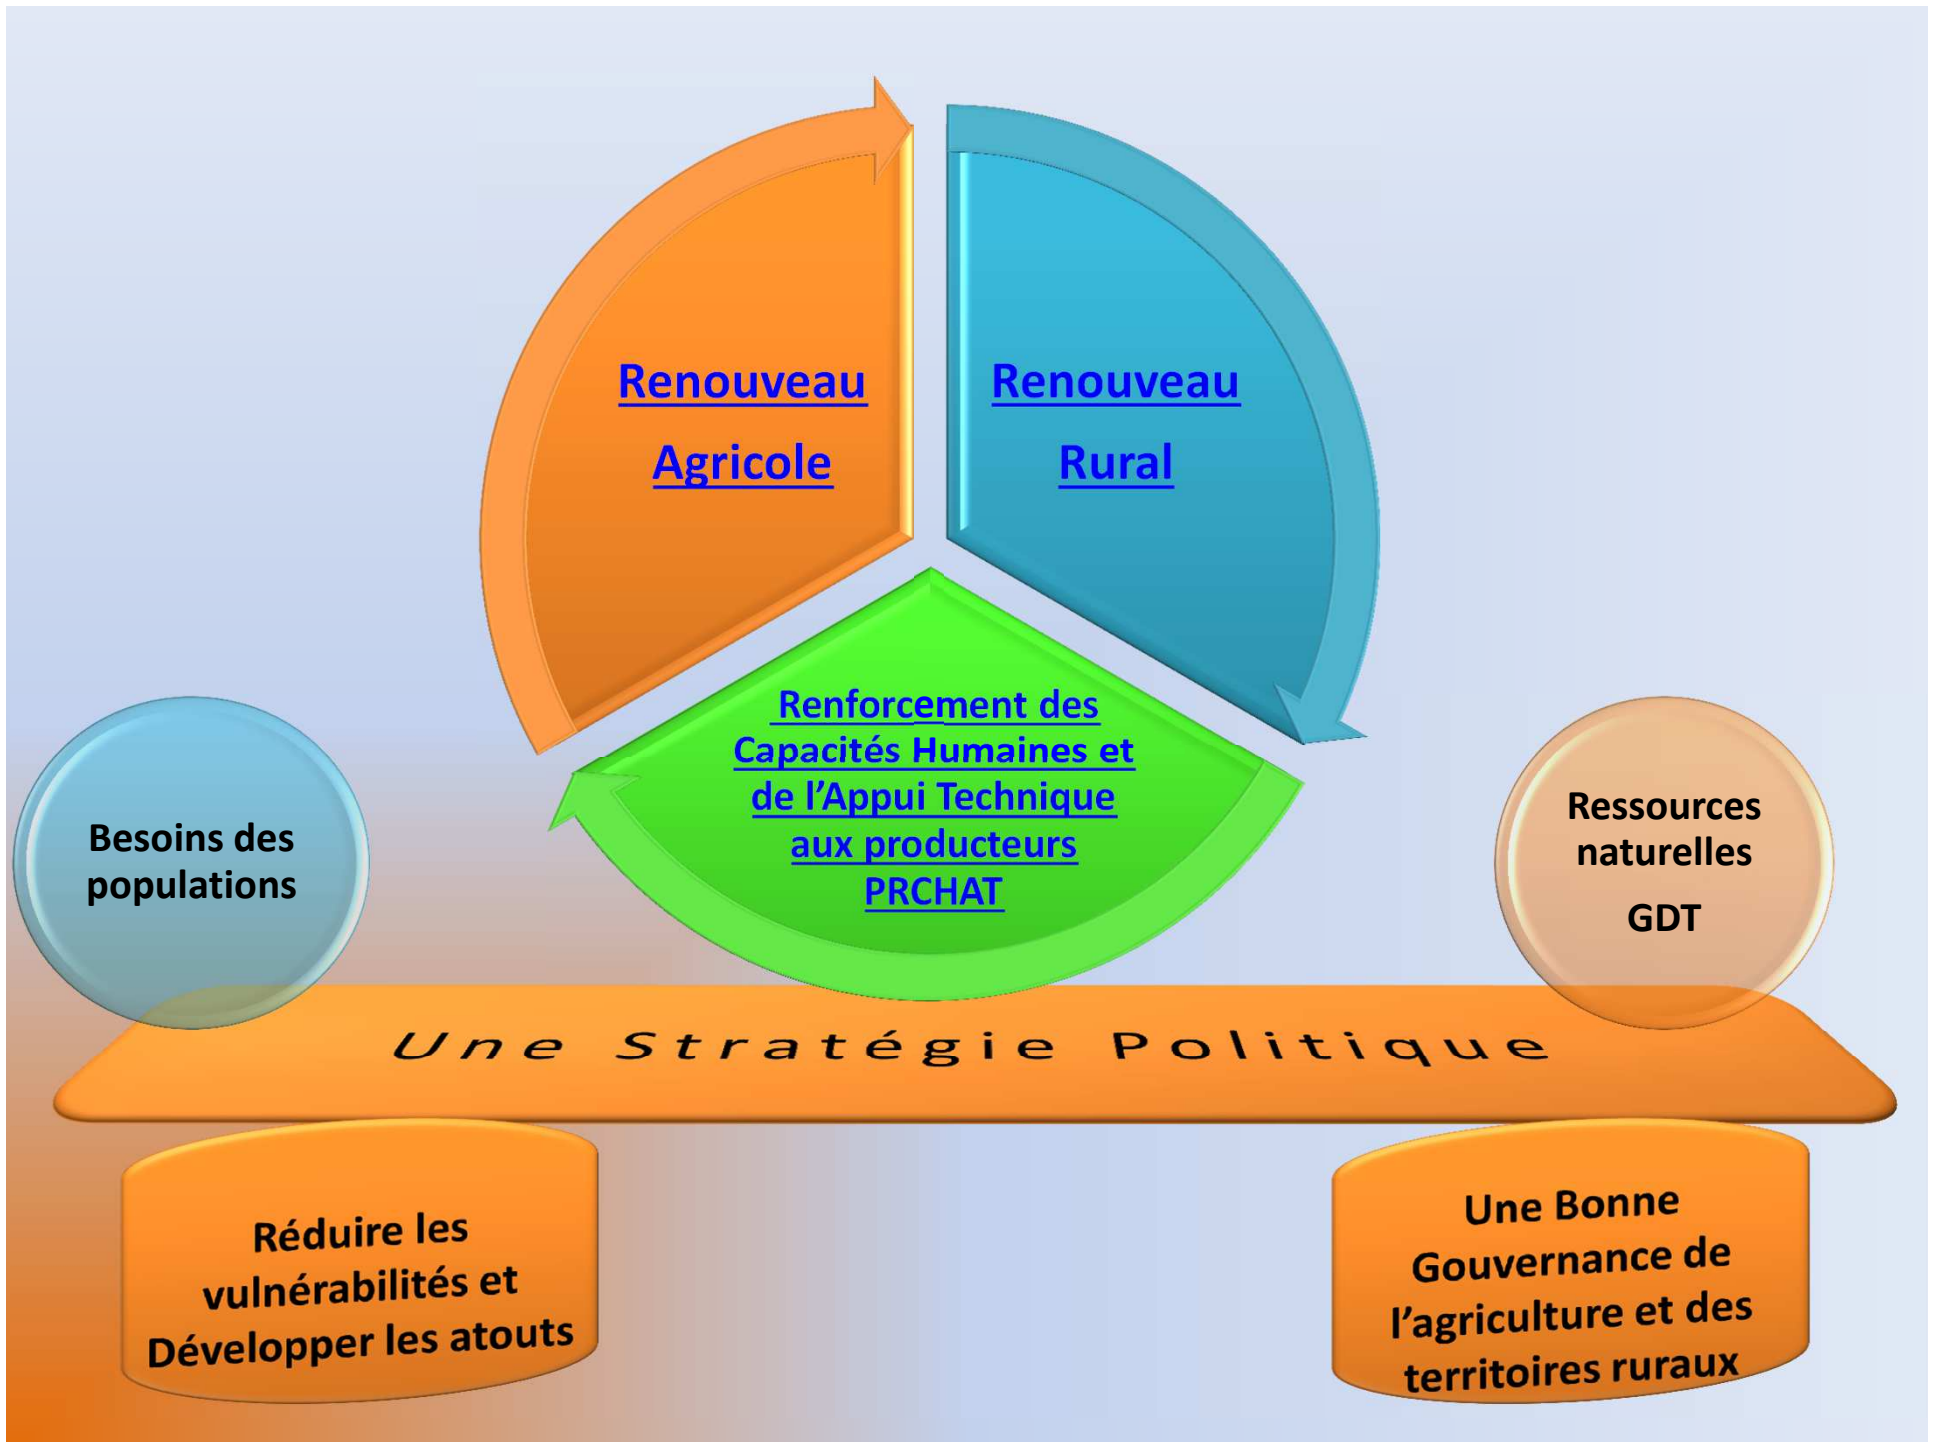 Renouveau
Agricole
Renouveau
Rural
Renforcement des
Capacités Humaines et
de l’Appui Technique
aux producteurs
PRCHAT
Besoins des
populations
Ressources
naturelles
GDT
Une Stratégie Politique
Réduire les
vulnérabilités et
Développer les atouts
Une Bonne
Gouvernance de
l’agriculture et des
territoires ruraux